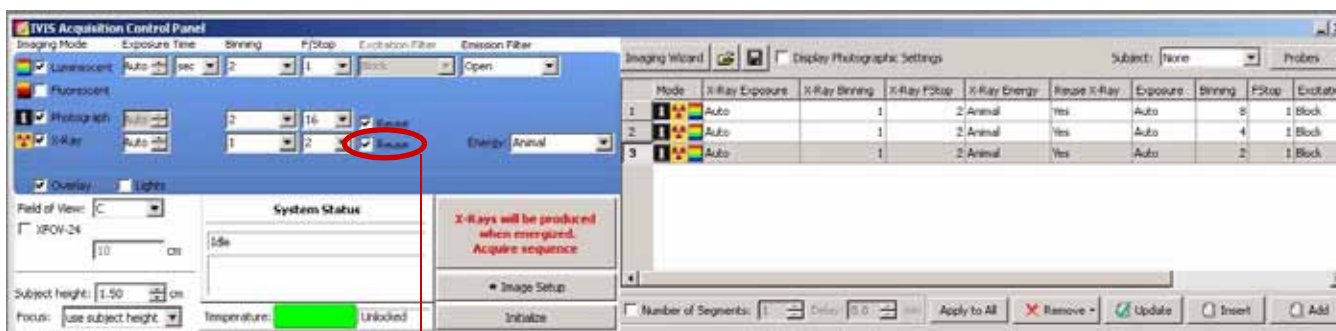 IVIS Acquisition Control Panel
Imaging Mode Exposure Time Binning F/Stop Excitation Filter Emission Filter
Luminescent Auto sec 2 1 Block Open
Fluorescent
Photograph Auto 2 16 Reuse
X-Ray Auto 1 2 Reuse Energy: Animal
Overlay Lights
Field of View: C
XFOV-24
10 cm
Subject height: 1.50 cm
Focus: use subject height
System Status
Idle
Temperature: Unlocked
X-Rays will be produced
when energized.
Acquire sequence
Image Setup
Initialize
Imaging Wizard Display Photographic Settings Subject: None Probes
Mode X-Ray Exposure X-Ray Binning X-Ray FStop X-Ray Energy Reuse X-Ray Exposure Binning FStop Excitati
1 Auto 1 2 Animal Yes Auto 8 1 Block
2 Auto 1 2 Animal Yes Auto 4 1 Block
3 Auto 1 2 Animal Yes Auto 2 1 Block
Number of Segments: 1 Delay 0.0 min Apply to All Remove Update Insert Add